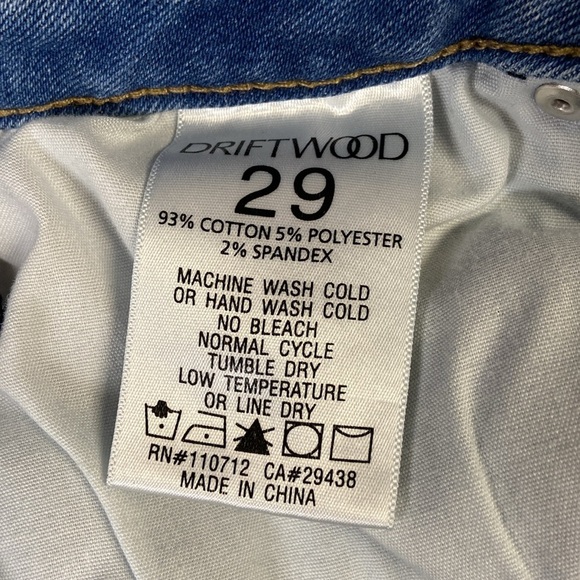 DRIFTWOOD
29
93% COTTON 5% POLYESTER
2% SPANDEX
MACHINE WASH COLD
OR HAND WASH COLD
NO BLEACH
NORMAL CYCLE
TUMBLE DRY
LOW TEMPERATURE
OR LINE DRY
RN#110712 CA#29438
MADE IN CHINA